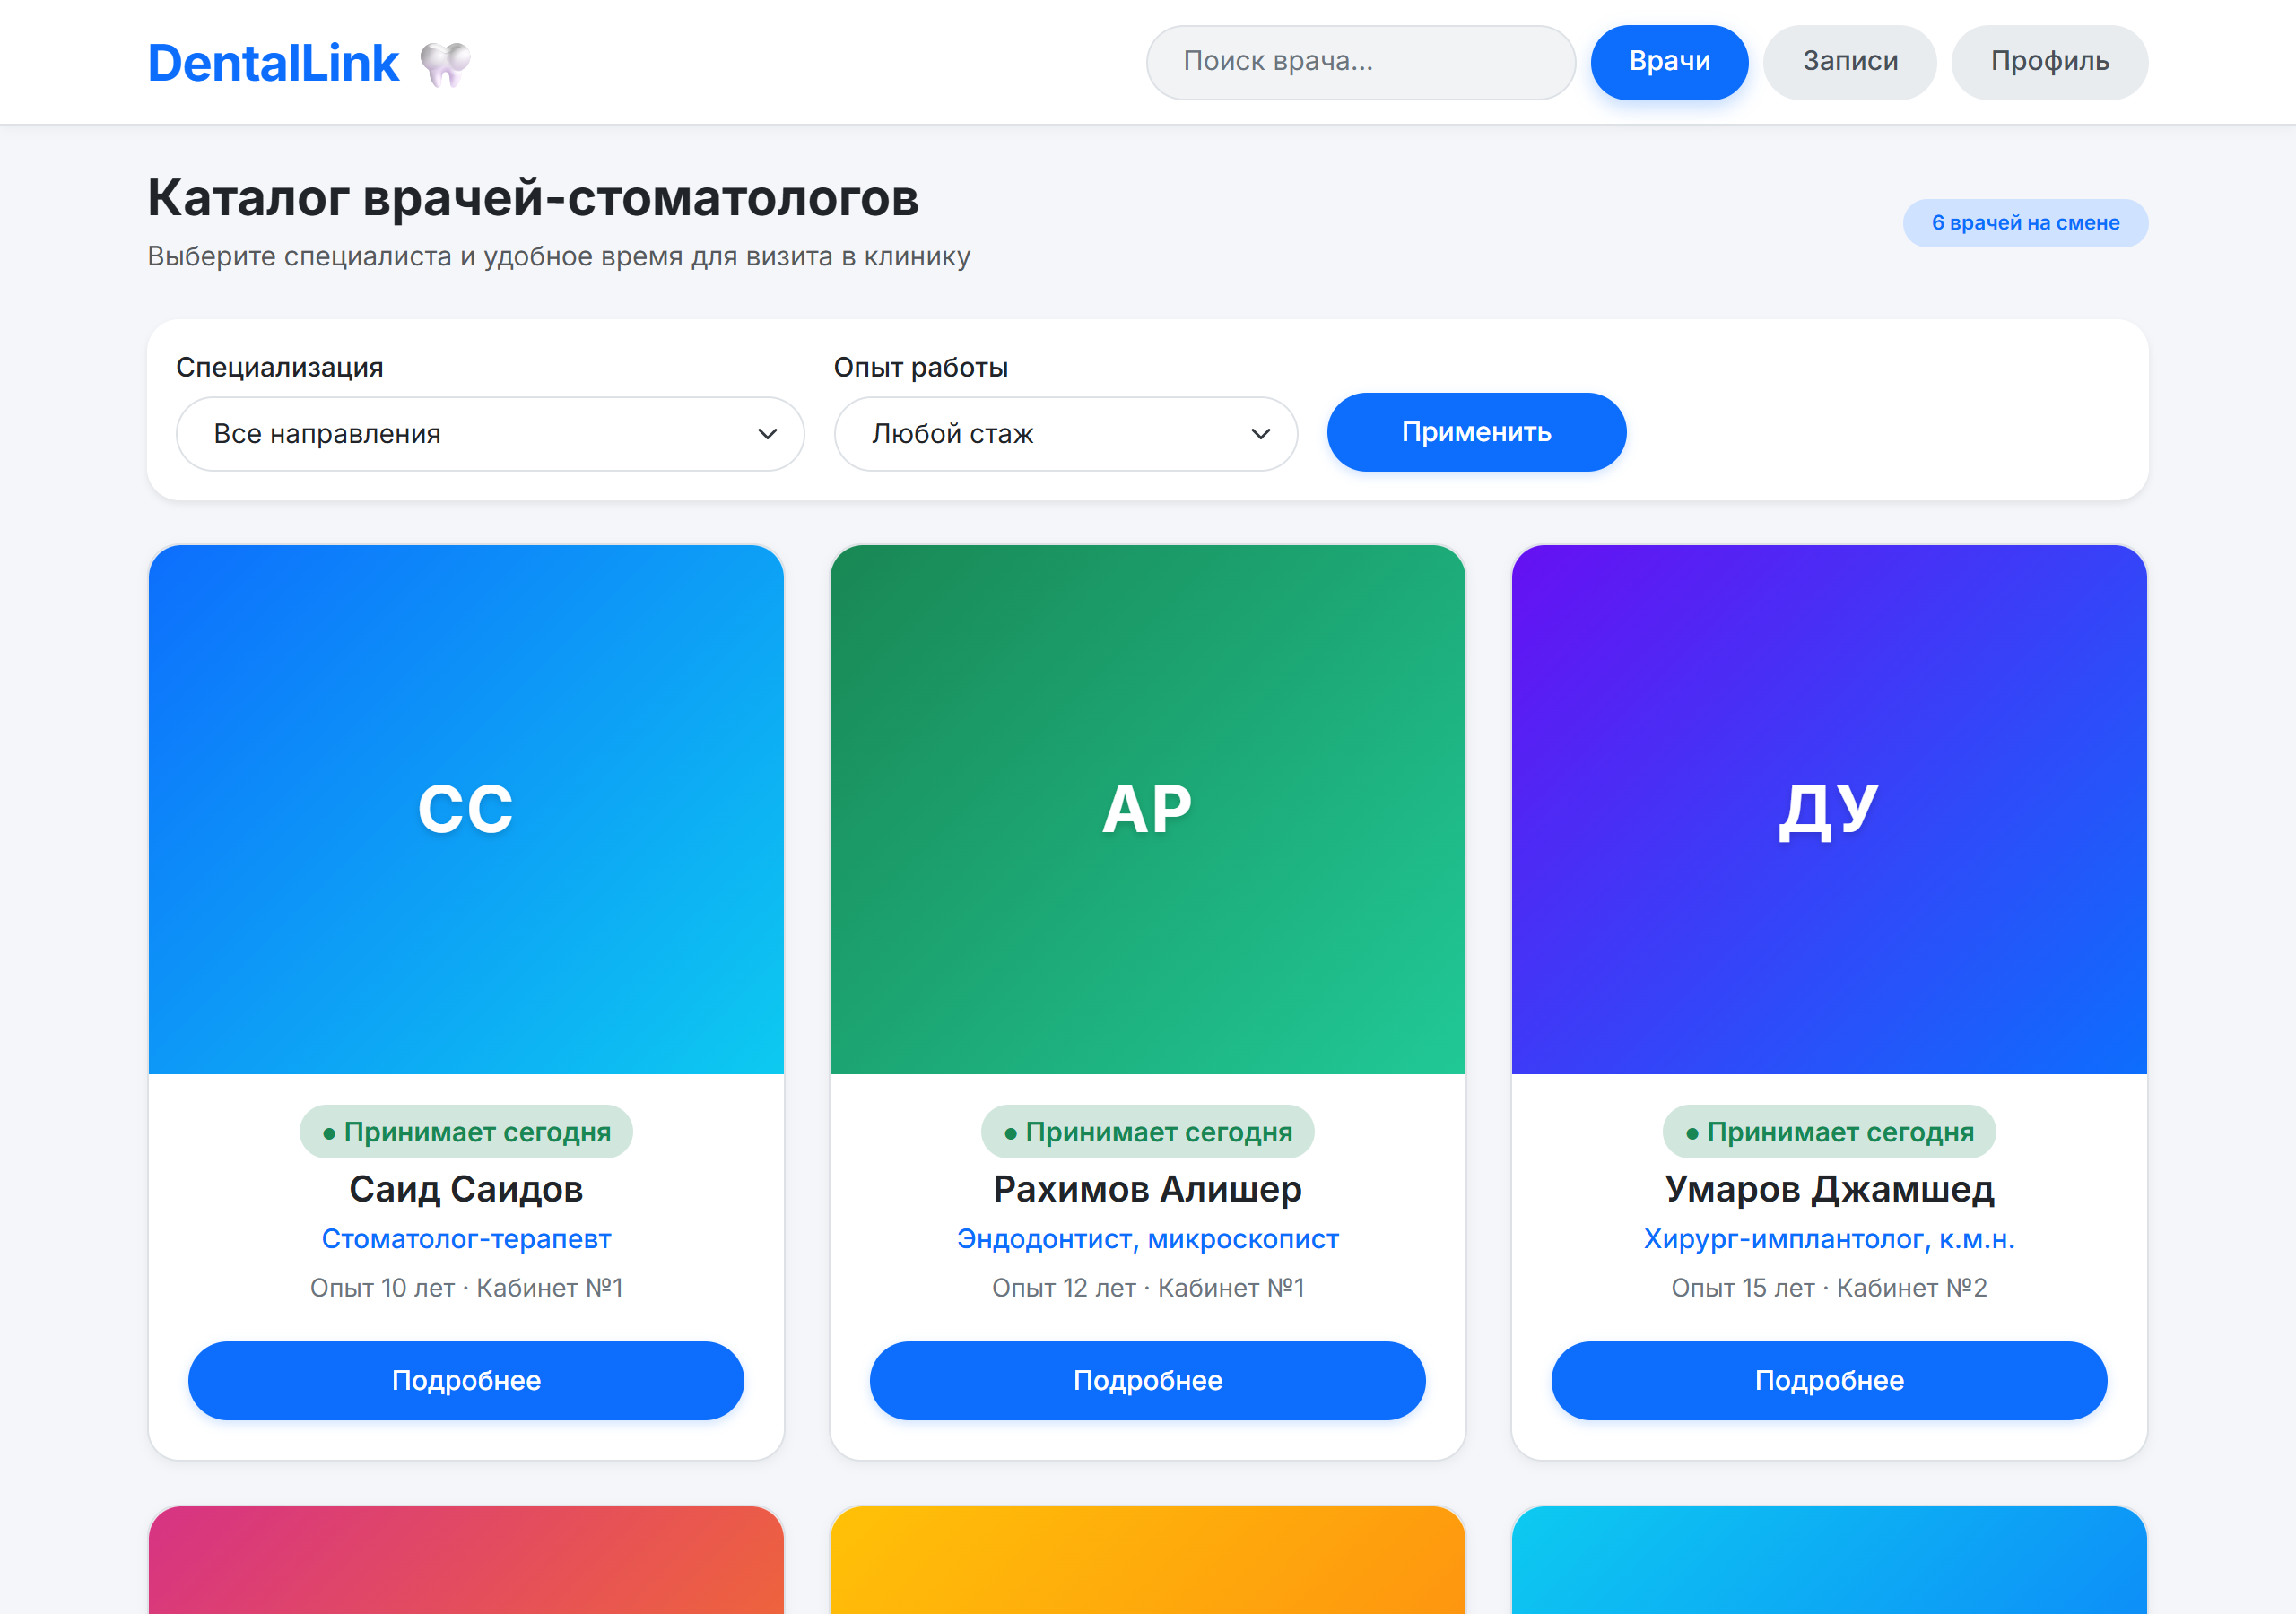 DentalLink 🦷
Поиск врача...
Врачи
Записи
Профиль
Каталог врачей-стоматологов
Выберите специалиста и удобное время для визита в клинику
6 врачей на смене
Специализация
Опыт работы
Все направления
Любой стаж
Применить
СС
АР
ДУ
● Принимает сегодня
Саид Саидов
Стоматолог-терапевт
Опыт 10 лет · Кабинет №1
Подробнее
● Принимает сегодня
Рахимов Алишер
Эндодонтист, микроскопист
Опыт 12 лет · Кабинет №1
Подробнее
● Принимает сегодня
Умаров Джамшед
Хирург-имплантолог, к.м.н.
Опыт 15 лет · Кабинет №2
Подробнее